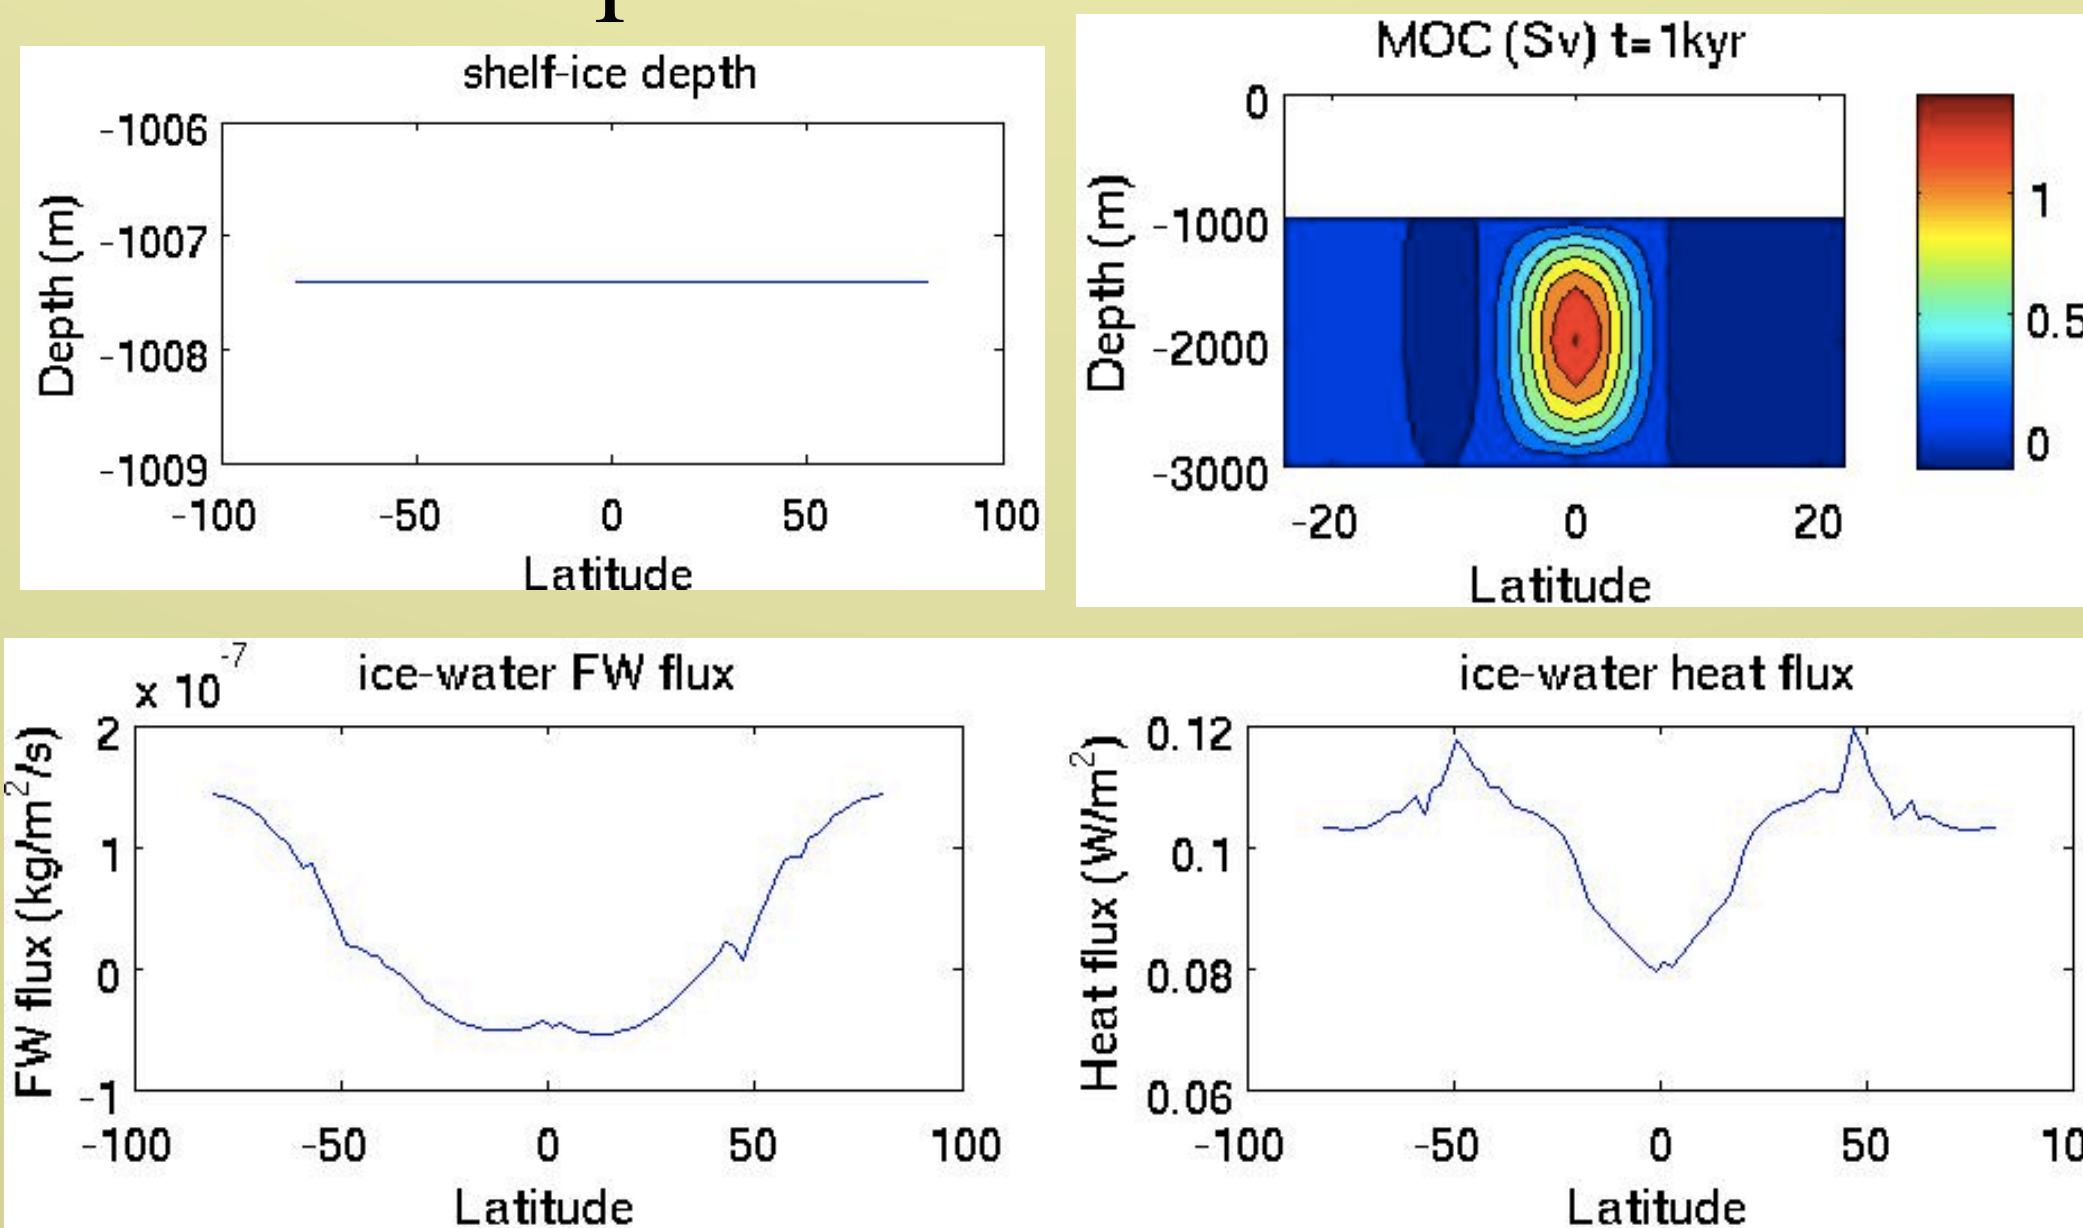 shelf-ice depth
-1006
-1007
-1008
-1009
Depth (m)
-100 -50 0 50 100
Latitude
MOC (Sv) t=1kyr
0
-1000
-2000
-3000
Depth (m)
-20 0 20
Latitude
1
0.5
0
x 10^-7
ice-water FW flux
2
1
0
-1
FW flux (kg/m²/s)
-100 -50 0 50 100
Latitude
ice-water heat flux
0.12
0.1
0.08
0.06
Heat flux (W/m²)
-100 -50 0 50 10
Latitude